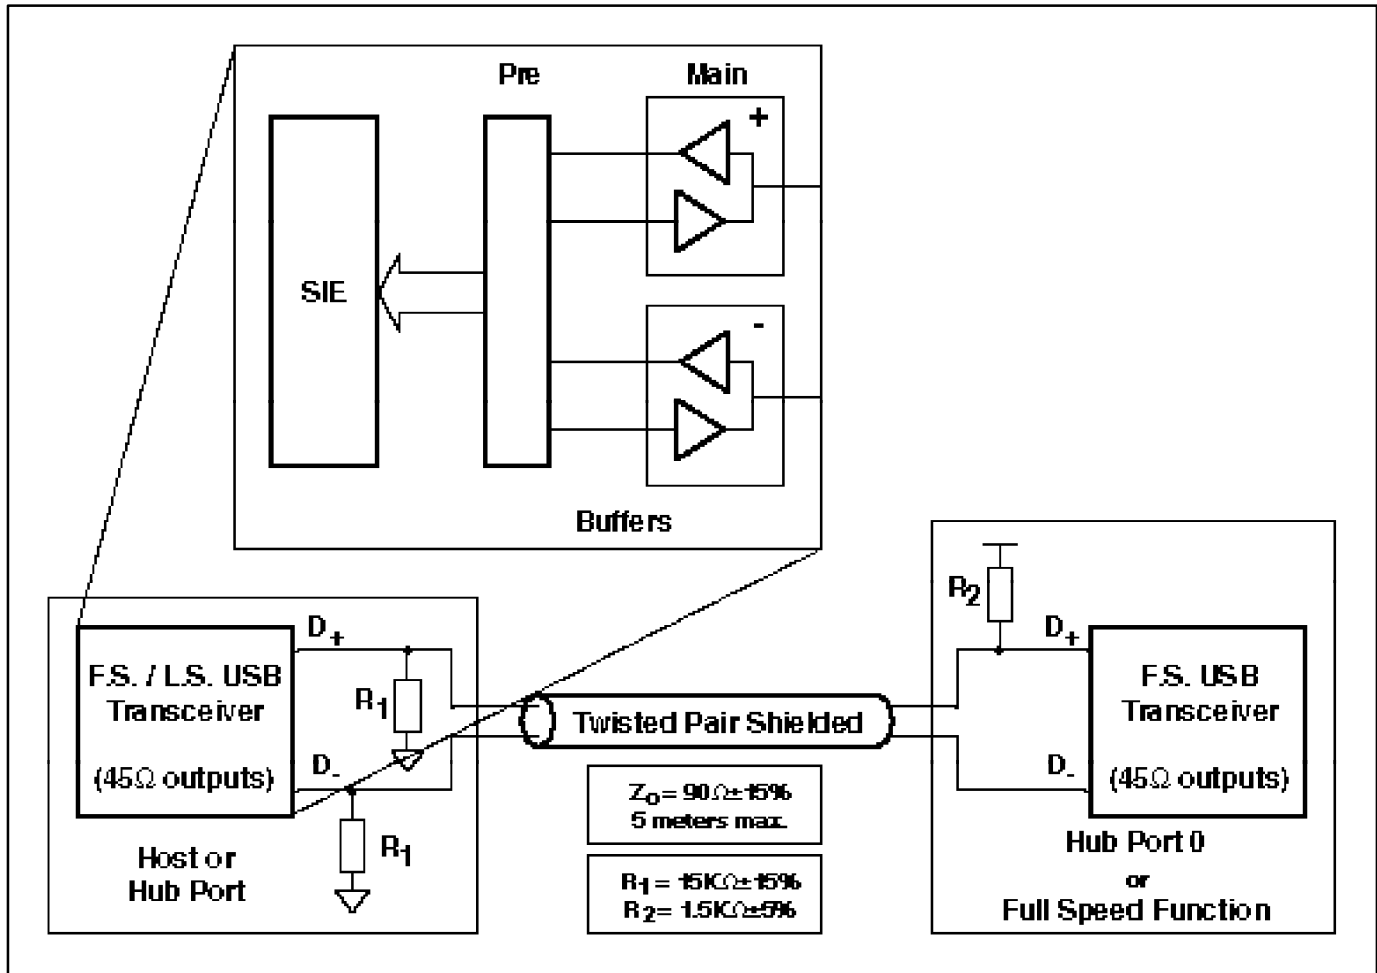 Pre
Main
+
SIE
-
Buffers
D+
F.S. / L.S. USB
Transceiver
(45Ω outputs)
R1
D-
R1
Host or
Hub Port
Twisted Pair Shielded
Zo = 90Ω±15%
5 meters max.
R1 = 15KΩ±15%
R2 = 1.5KΩ±5%
R2
D+
F.S. USB
Transceiver
(45Ω outputs)
D-
Hub Port 0
or
Full Speed Function